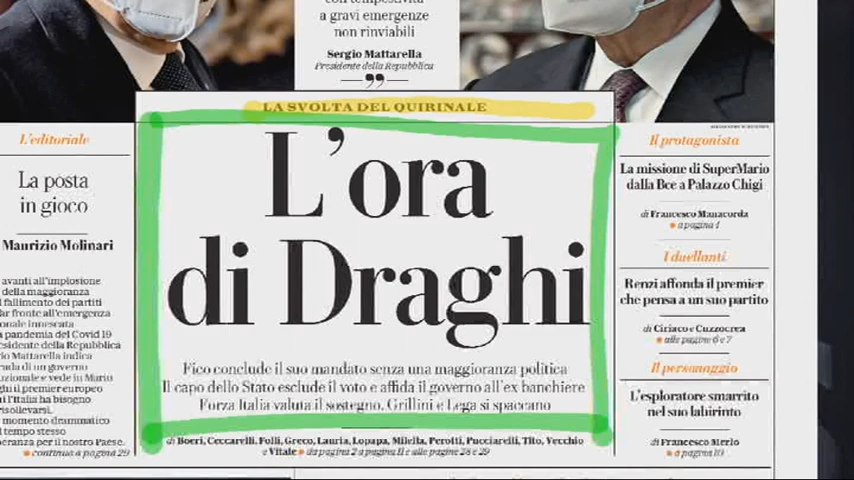 a gravi emergenze
non rinviabili
Sergio Mattarella
Presidente della Repubblica
LA SVOLTA DEL QUIRINALE
L'ora
di Draghi
Fico conclude il suo mandato senza una maggioranza politica
Il capo dello Stato esclude il voto e affida il governo all'ex banchiere
Forza Italia valuta il sostegno. Grillini e Lega si spaccano
di Boeri, Ceccarelli, Folli, Greco, Lauria, Lopapa, Milella, Perotti, Pucciarelli, Tito, Vecchio
e Vitale da pagina 2 a pagina 11 e alle pagine 28 e 29
L'editoriale
La posta
in gioco
Maurizio Molinari
avanti all'implosione
della maggioranza
fallimento dei partiti
far fronte all'emergenza
innescata
pandemia del Covid 19
della Repubblica
Mattarella indica
di un governo
e vede in Mario
il premier europeo
l'Italia ha bisogno
risollevarsi.
momento drammatico
tempo stesso
per il nostro Paese.
continua a pagina 29
Il protagonista
La missione di SuperMario
dalla Bce a Palazzo Chigi
di Francesco Manacorda
a pagina 4
I duellanti
Renzi affonda il premier
che pensa a un suo partito
di Ciriaco e Cuzzocrea
alle pagine 6 e 7
Il personaggio
L'esploratore smarrito
nel suo labirinto
di Francesco Merlo
a pagina 10